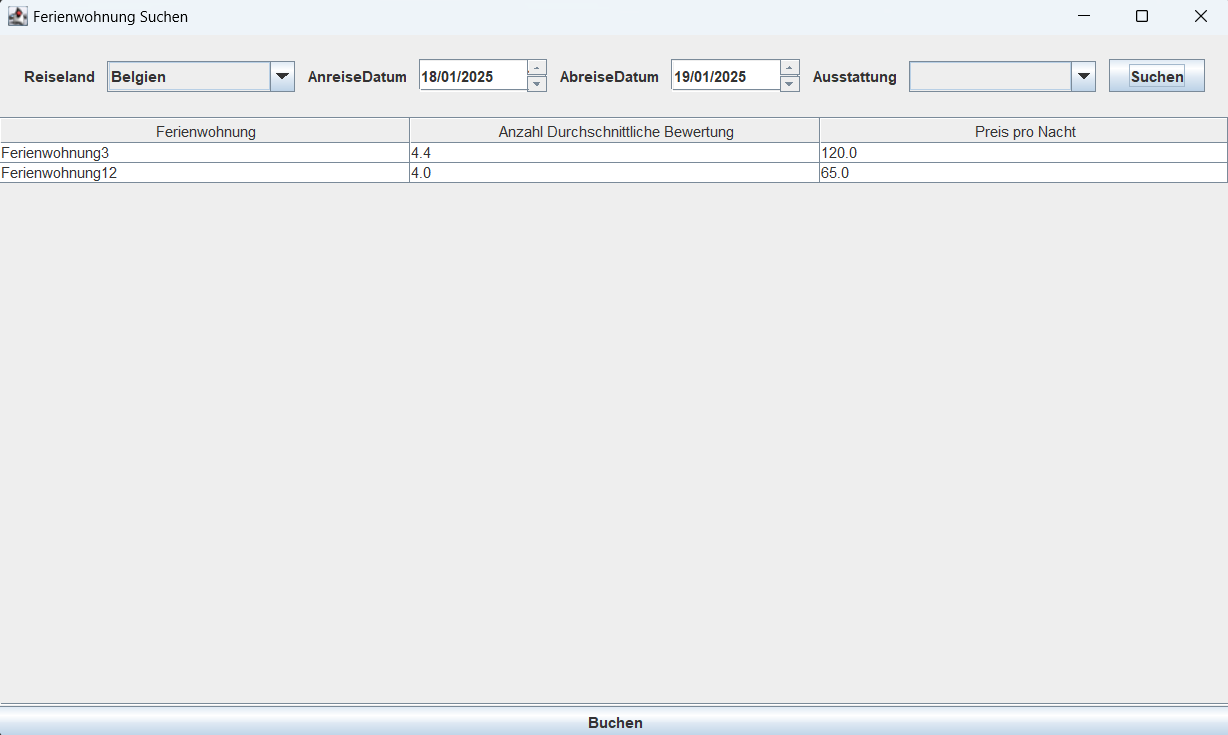 Ferienwohnung Suchen
Reiseland Belgien AnreiseDatum 18/01/2025 AbreiseDatum 19/01/2025 Ausstattung Suchen
Ferienwohnung Anzahl Durchschnittliche Bewertung Preis pro Nacht
Ferienwohnung3 4.4 120.0
Ferienwohnung12 4.0 65.0
Buchen